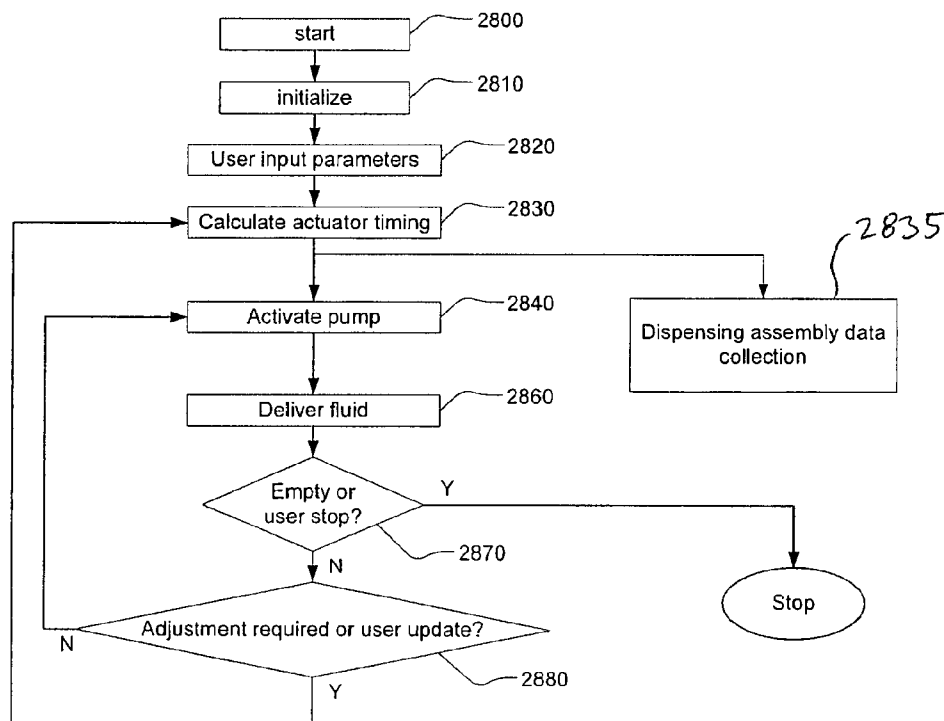 start
2800
initialize
2810
User input parameters
2820
Calculate actuator timing
2830
2835
Activate pump
2840
Dispensing assembly data
collection
Deliver fluid
2860
Empty or
user stop?
Y
2870
N
Stop
Adjustment required or user update?
N
2880
Y